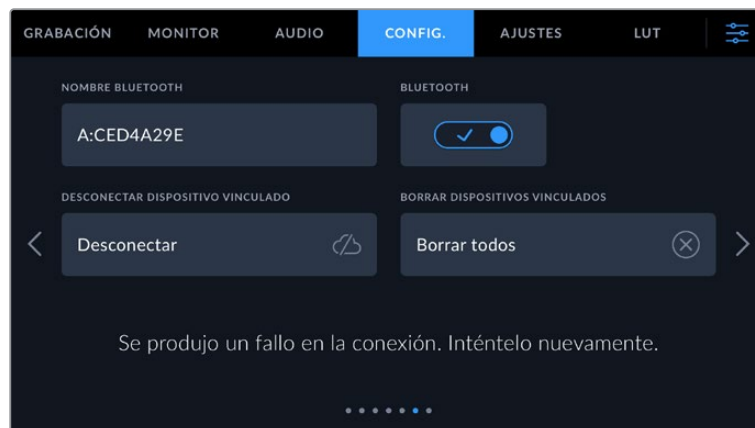 GRABACIÓN MONITOR AUDIO CONFIG. AJUSTES LUT
NOMBRE BLUETOOTH BLUETOOTH
A:CED4A29E
DESCONECTAR DISPOSITIVO VINCULADO BORRAR DISPOSITIVOS VINCULADOS
Desconectar Borrar todos
Se produjo un fallo en la conexión. Inténtelo nuevamente.